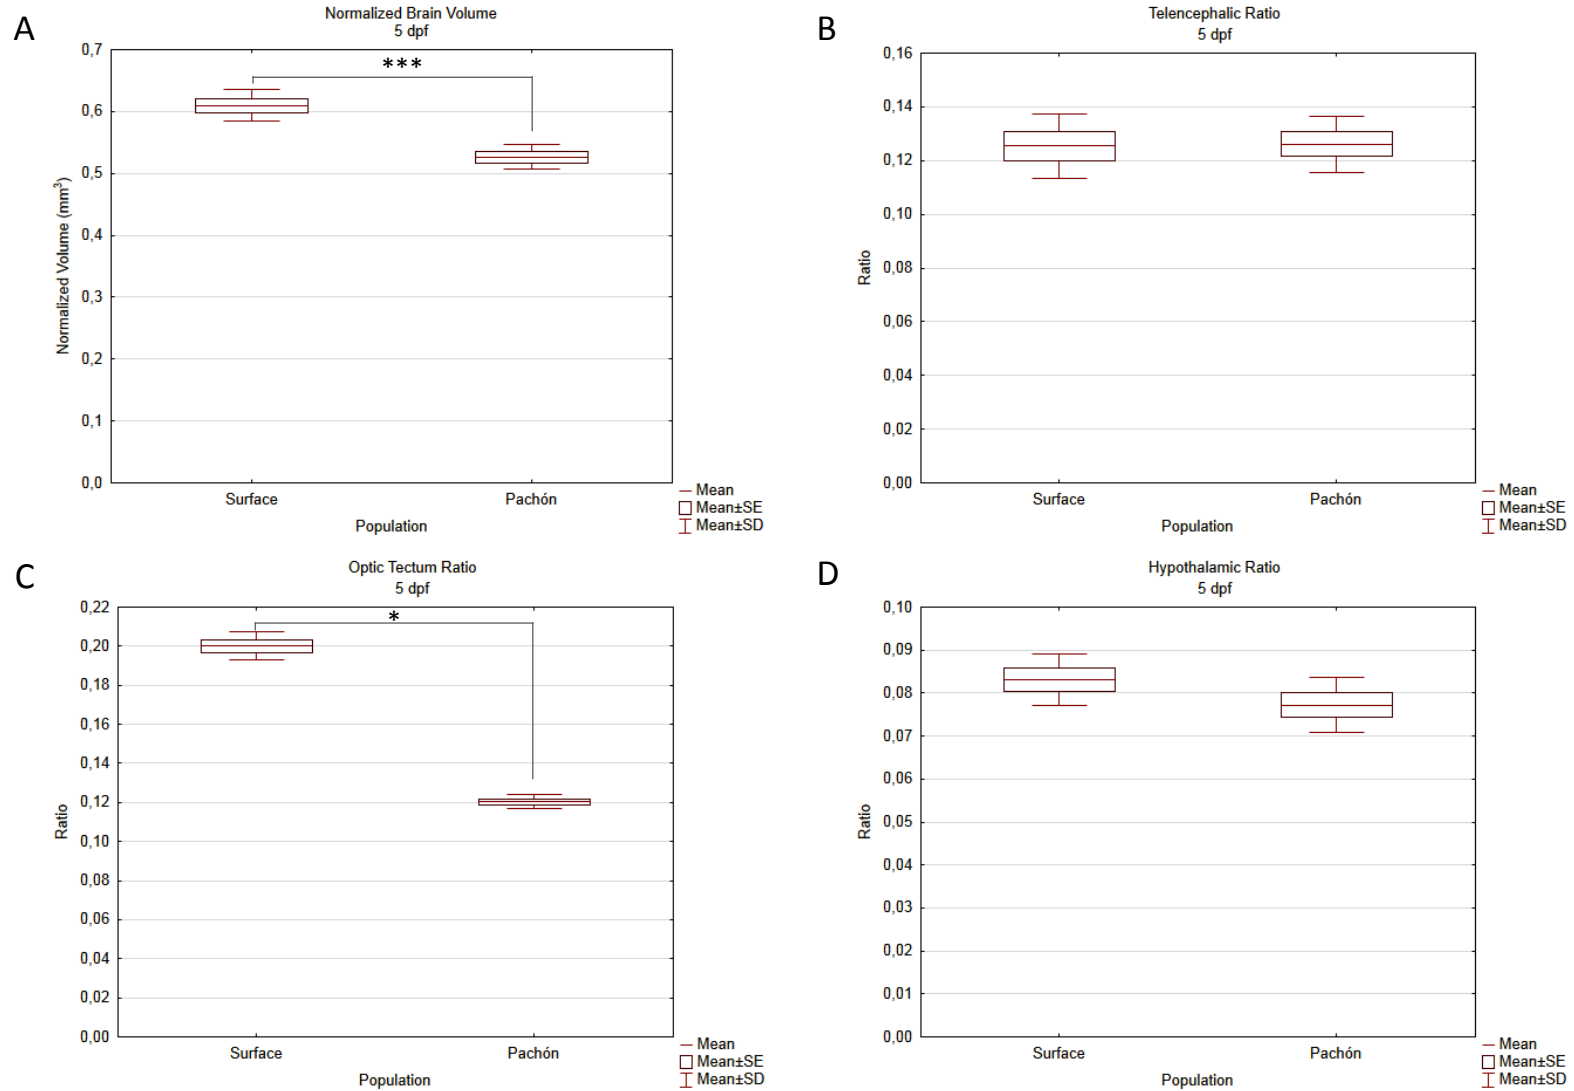 A
Normalized Brain Volume
5 dpf
***
Normalized Volume (mm³)
0,7
0,6
0,5
0,4
0,3
0,2
0,1
0,0
Surface
Pachón
Population
Mean
Mean±SE
Mean±SD
B
Telencephalic Ratio
5 dpf
Ratio
0,16
0,14
0,12
0,10
0,08
0,06
0,04
0,02
0,00
Surface
Pachón
Population
Mean
Mean±SE
Mean±SD
C
Optic Tectum Ratio
5 dpf
*
Ratio
0,22
0,20
0,18
0,16
0,14
0,12
0,10
0,08
0,06
0,04
0,02
0,00
Surface
Pachón
Population
Mean
Mean±SE
Mean±SD
D
Hypothalamic Ratio
5 dpf
Ratio
0,10
0,09
0,08
0,07
0,06
0,05
0,04
0,03
0,02
0,01
0,00
Surface
Pachón
Population
Mean
Mean±SE
Mean±SD